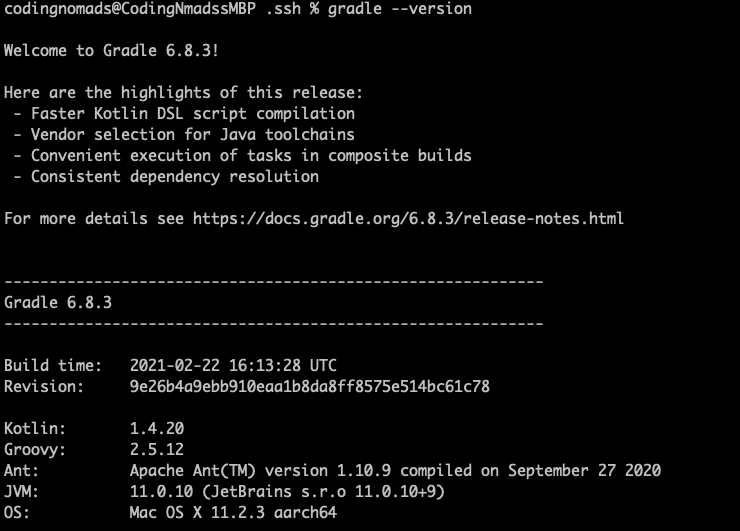 codingnomads@CodingNmadssMBP .ssh % gradle --version
Welcome to Gradle 6.8.3!
Here are the highlights of this release:
- Faster Kotlin DSL script compilation
- Vendor selection for Java toolchains
- Convenient execution of tasks in composite builds
- Consistent dependency resolution
For more details see https://docs.gradle.org/6.8.3/release-notes.html
------------------------------------------------------------
Gradle 6.8.3
------------------------------------------------------------
Build time:   2021-02-22 16:13:28 UTC
Revision:     9e26b4a9ebb910eaa1b8da8ff8575e514bc61c78
Kotlin:       1.4.20
Groovy:       2.5.12
Ant:          Apache Ant(TM) version 1.10.9 compiled on September 27 2020
JVM:          11.0.10 (JetBrains s.r.o 11.0.10+9)
OS:           Mac OS X 11.2.3 aarch64